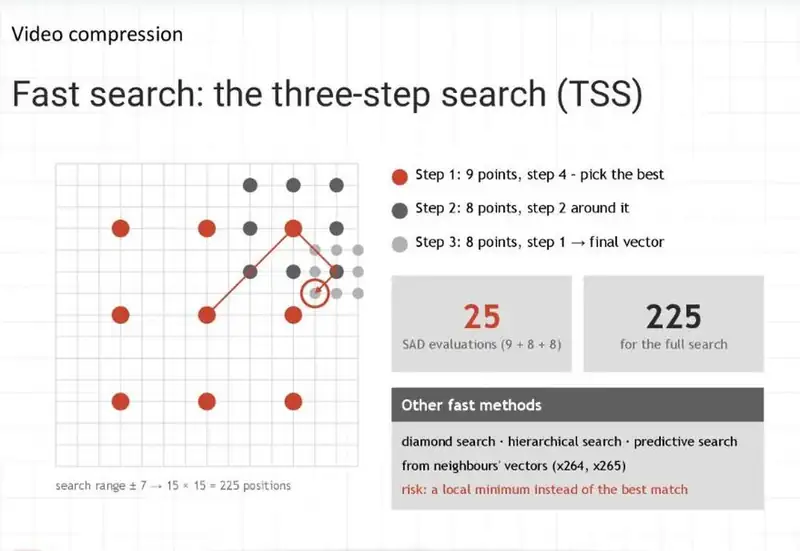 Video compression
Fast search: the three-step search (TSS)
Step 1: 9 points, step 4 - pick the best
Step 2: 8 points, step 2 around it
Step 3: 8 points, step 1 → final vector
25
SAD evaluations (9 + 8 + 8)
225
for the full search
Other fast methods
diamond search · hierarchical search · predictive search
from neighbours' vectors (x264, x265)
risk: a local minimum instead of the best match
search range ± 7 → 15 × 15 = 225 positions